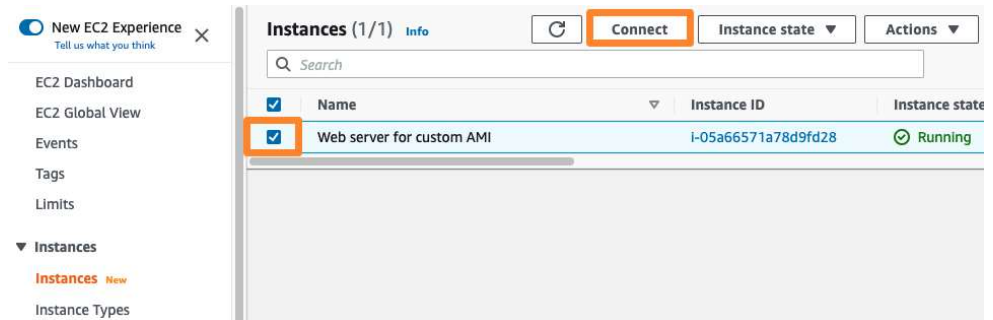 New EC2 Experience
Tell us what you think
EC2 Dashboard
EC2 Global View
Events
Tags
Limits
Instances
Instances New
Instance Types
Instances (1/1) Info
Connect
Instance state
Actions
Search
Name Instance ID Instance state
Web server for custom AMI i-05a66571a78d9fd28 Running